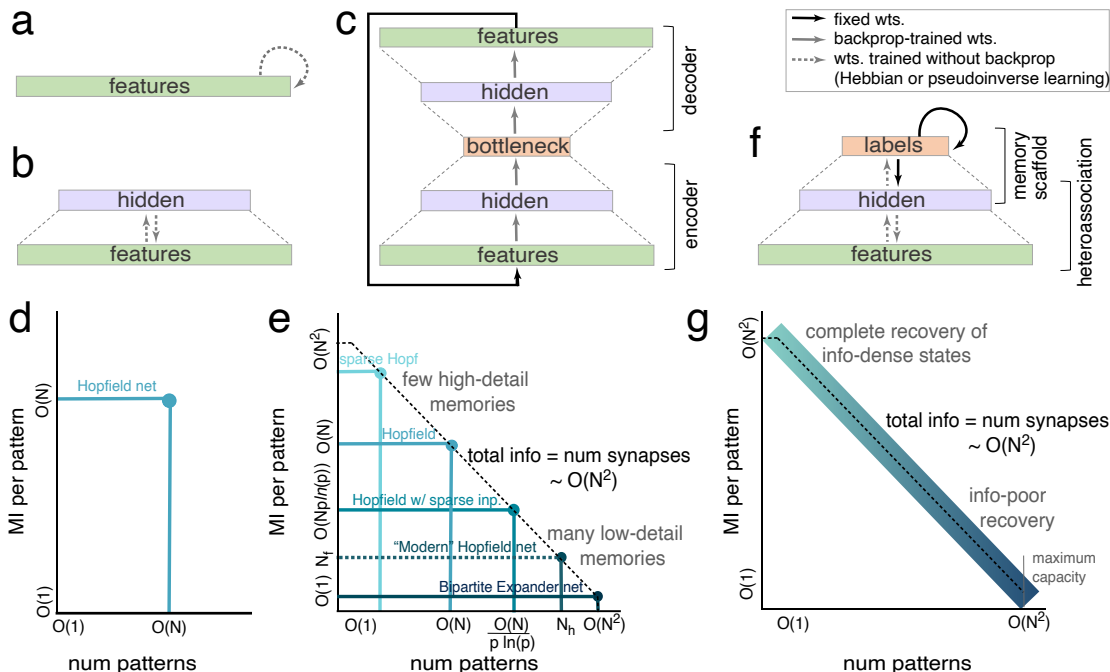 a
features
b
hidden
features
c
features
hidden
bottleneck
hidden
features
decoder
encoder
fixed wts.
backprop-trained wts.
wts. trained without backprop
(Hebbian or pseudoinverse learning)
f
labels
hidden
features
memory
scaffold
heteroassociation
d
MI per pattern
O(N)
O(1)
Hopfield net
O(1)
O(N)
num patterns
e
MI per pattern
O(N²)
O(N)
O(Np ln(p))
N_f
O(1)
sparse Hopf
few high-detail
memories
Hopfield
total info = num synapses
~ O(N²)
Hopfield w/ sparse inp.
many low-detail
memories
"Modern" Hopfield net
Bipartite Expander net
O(1)
O(N)
O(N)
p ln(p)
N_h
O(N²)
num patterns
g
MI per pattern
O(N²)
O(1)
complete recovery of
info-dense states
total info = num synapses
~ O(N²)
info-poor
recovery
maximum
capacity
O(1)
O(N²)
num patterns